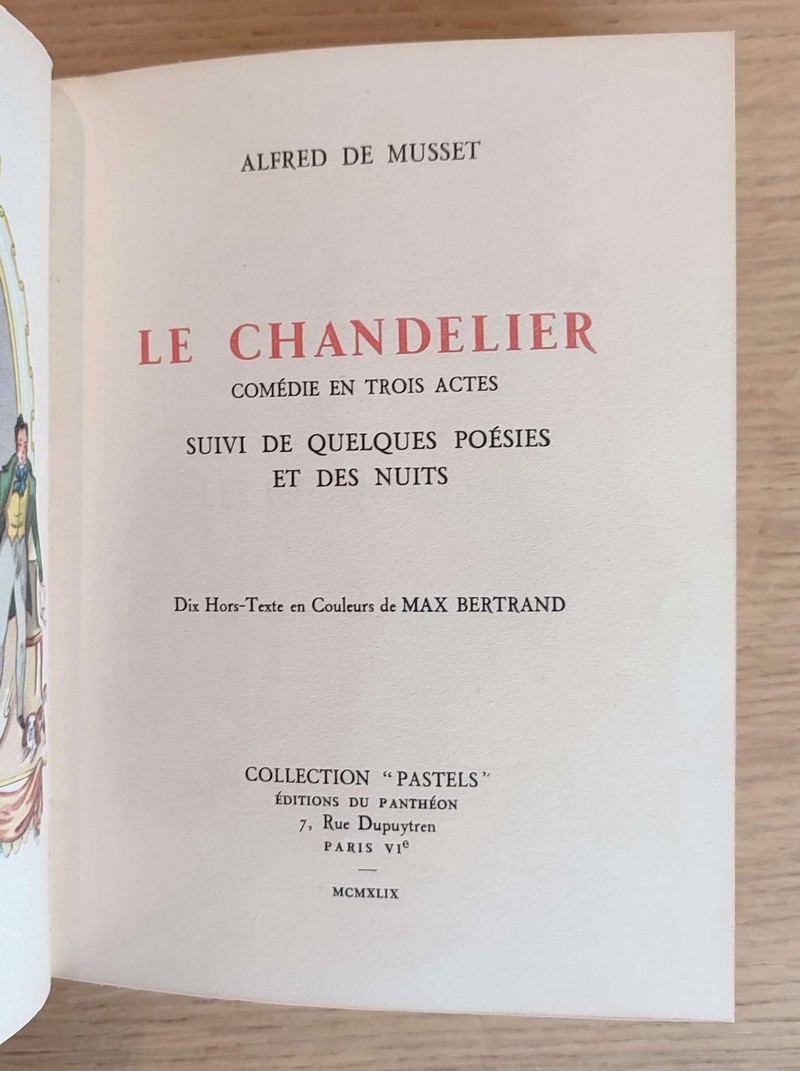 ALFRED DE MUSSET
LE CHANDELIER
COMÉDIE EN TROIS ACTES
SUIVI DE QUELQUES POÉSIES
ET DES NUITS
Dix Hors-Texte en Couleurs de MAX BERTRAND
COLLECTION “PASTELS”
ÉDITIONS DU PANTHÉON
7, Rue Dupuytren
PARIS VIe
MCMXLIX